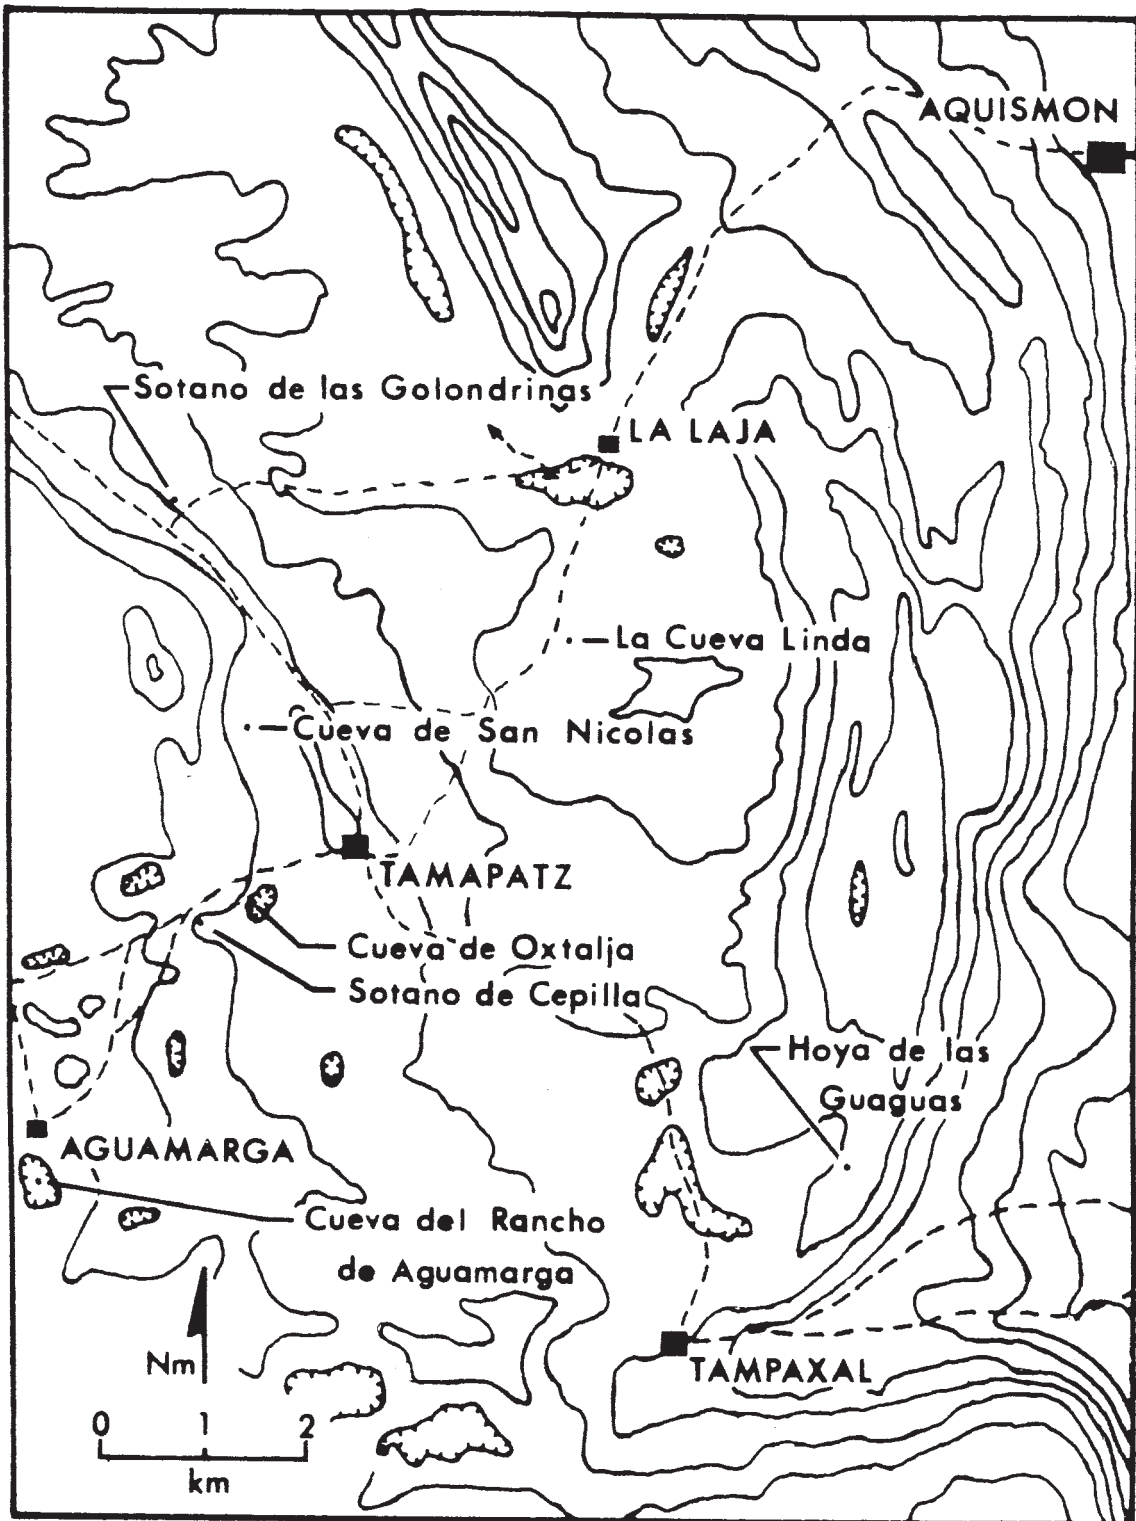 AQUISMON
Sotano de las Golondrinas
LA LAJA
La Cueva Linda
Cueva de San Nicolas
TAMAPATZ
Cueva de Oxtalja
Sotano de Cepilla
Hoya de las
Guaguas
AGUAMARGA
Cueva del Rancho
de Aguamarga
Nm
TAMPAXAL
0 1 2
km